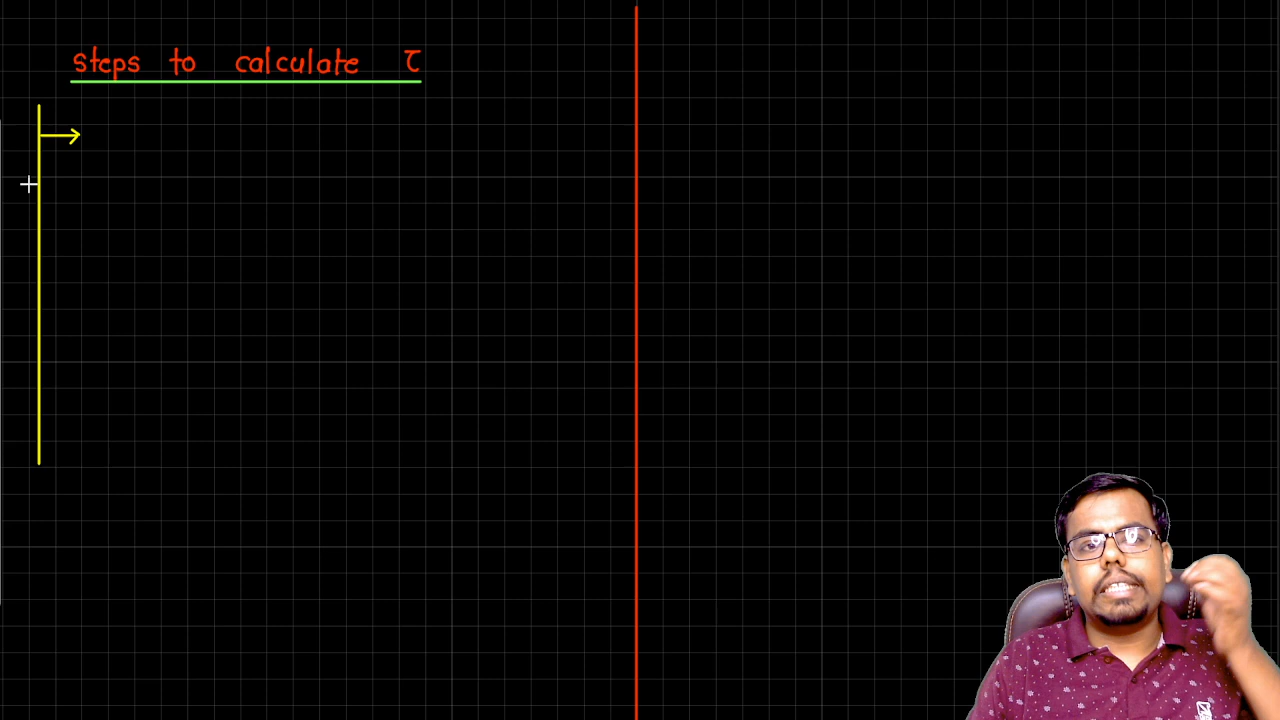 steps to calculate τ